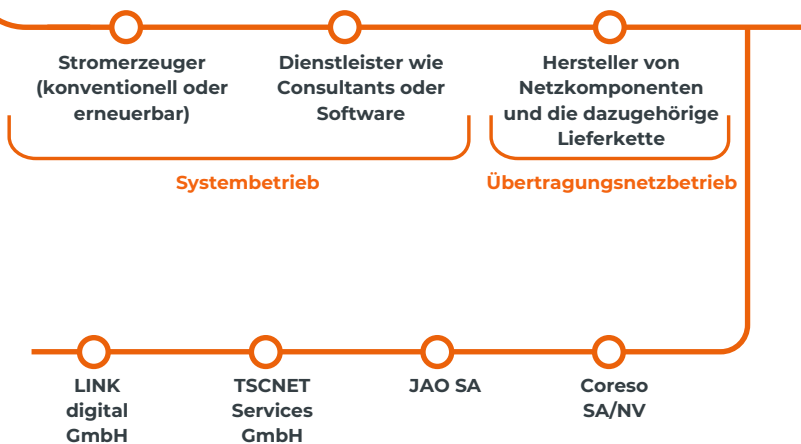 Stromerzeuger
(konventionell oder
erneuerbar)
Dienstleister wie
Consultants oder
Software
Hersteller von
Netzkomponenten
und die dazugehörige
Lieferkette
Systembetrieb
Übertragungsnetzbetrieb
LINK
digital
GmbH
TSCNET
Services
GmbH
JAO SA
Coreso
SA/NV